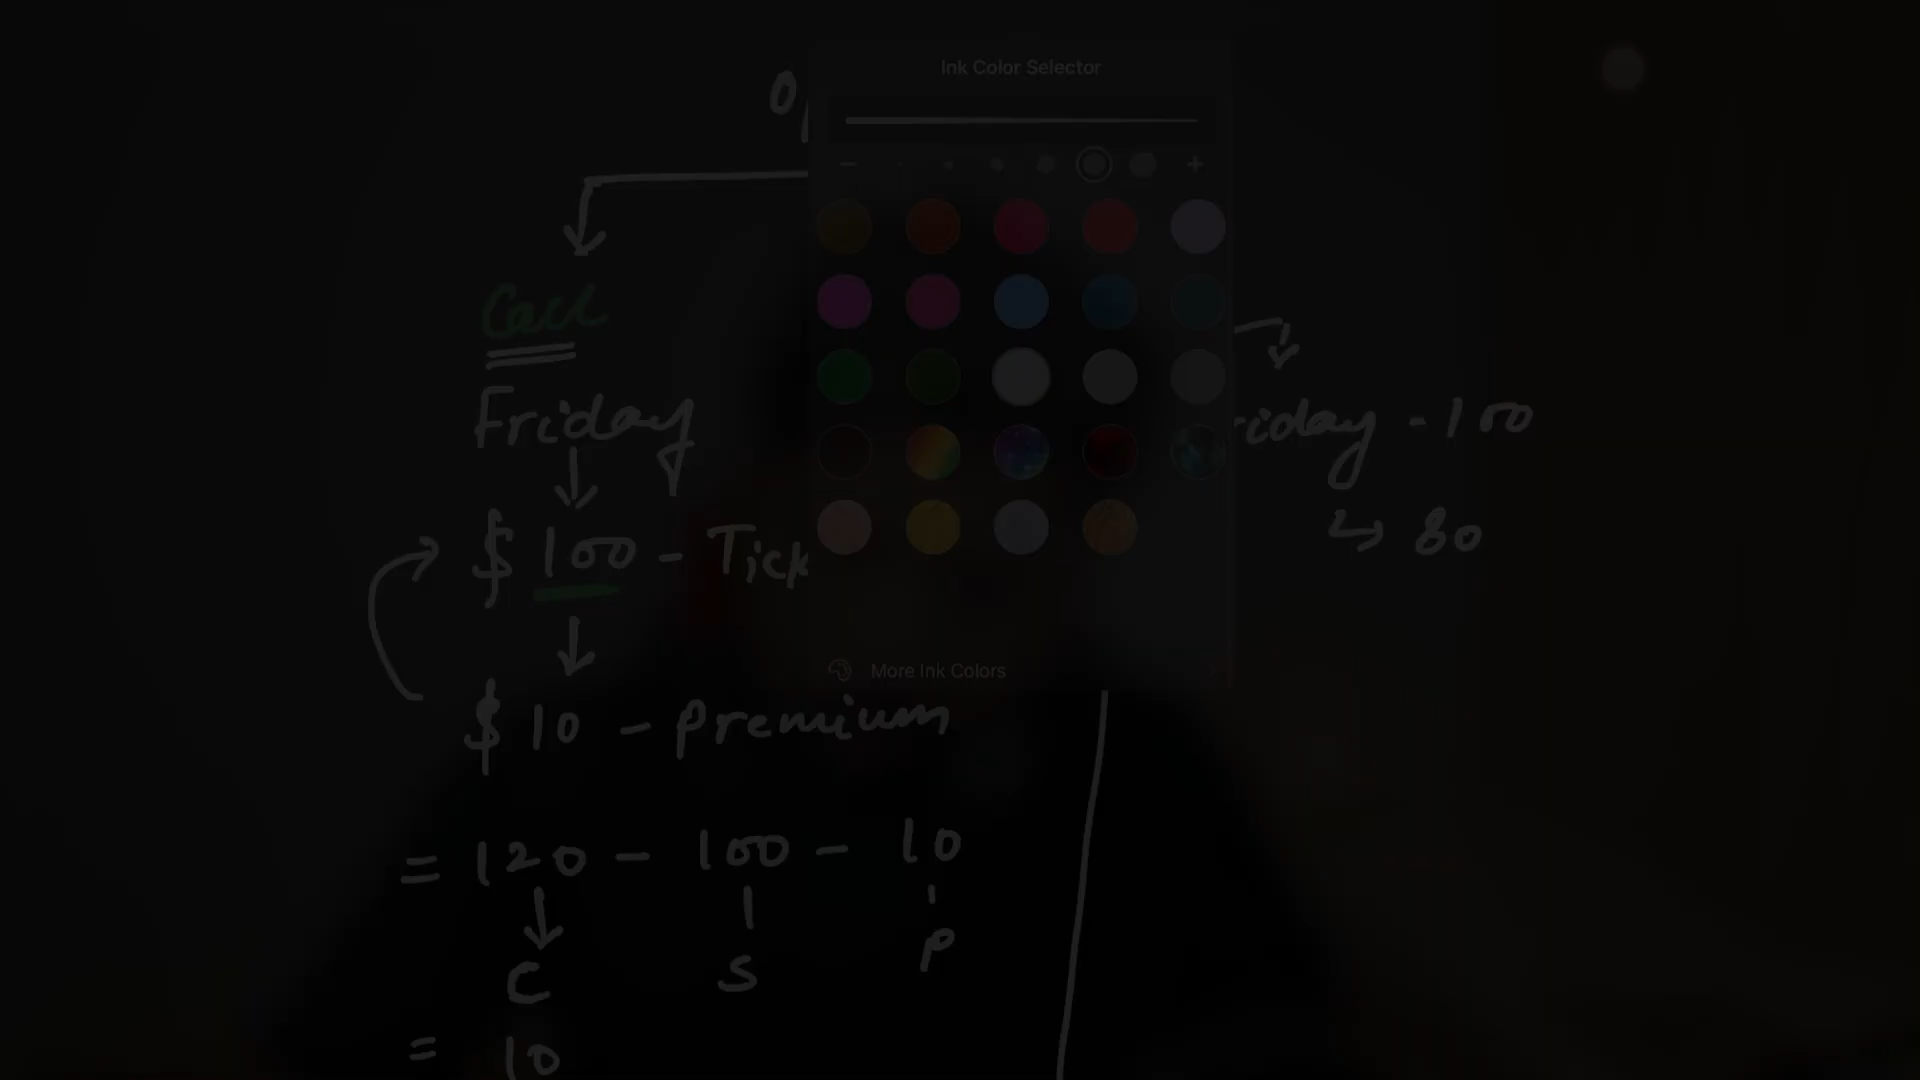 Ink Color Selector
Call
Friday
$ 100 - Tick
$ 10 - Premium
= 120 - 100 - 10
C S P
= 10
riday - 100
↳ 80
More Ink Colors